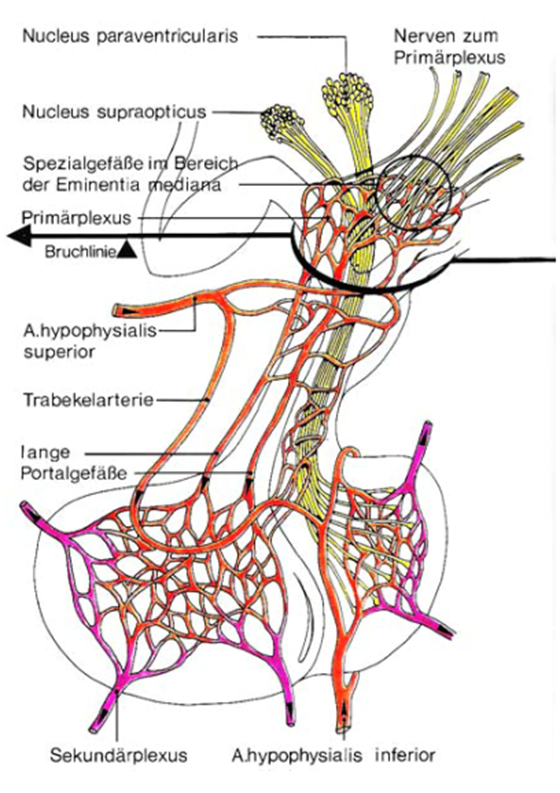 Nucleus paraventricularis
Nerven zum
Primärplexus
Nucleus supraopticus
Spezialgefäße im Bereich
der Eminentia mediana
Primärplexus
Bruchlinie
A.hypophysialis
superior
Trabekelarterie
lange
Portalgefäße
Sekundärplexus
A.hypophysialis inferior